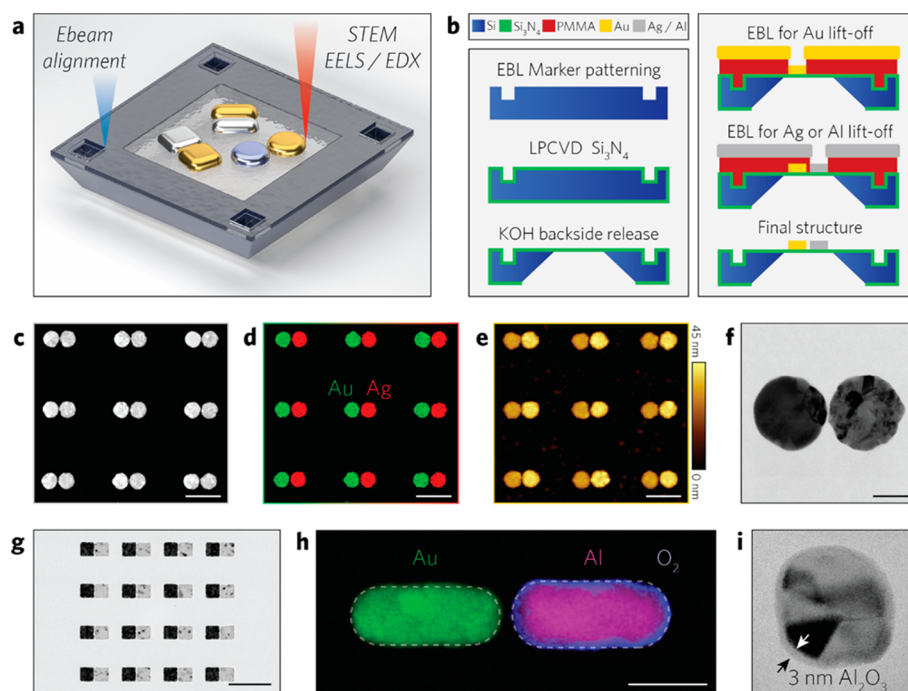 a
Ebeam
alignment
STEM
EELS / EDX
b
Si Si3N4 PMMA Au Ag / Al
EBL Marker patterning
LPCVD Si3N4
KOH backside release
EBL for Au lift-off
EBL for Ag or Al lift-off
Final structure
c
d
Au Ag
e
45 nm
0 nm
f
g
h
Au Al O2
i
3 nm Al2O3